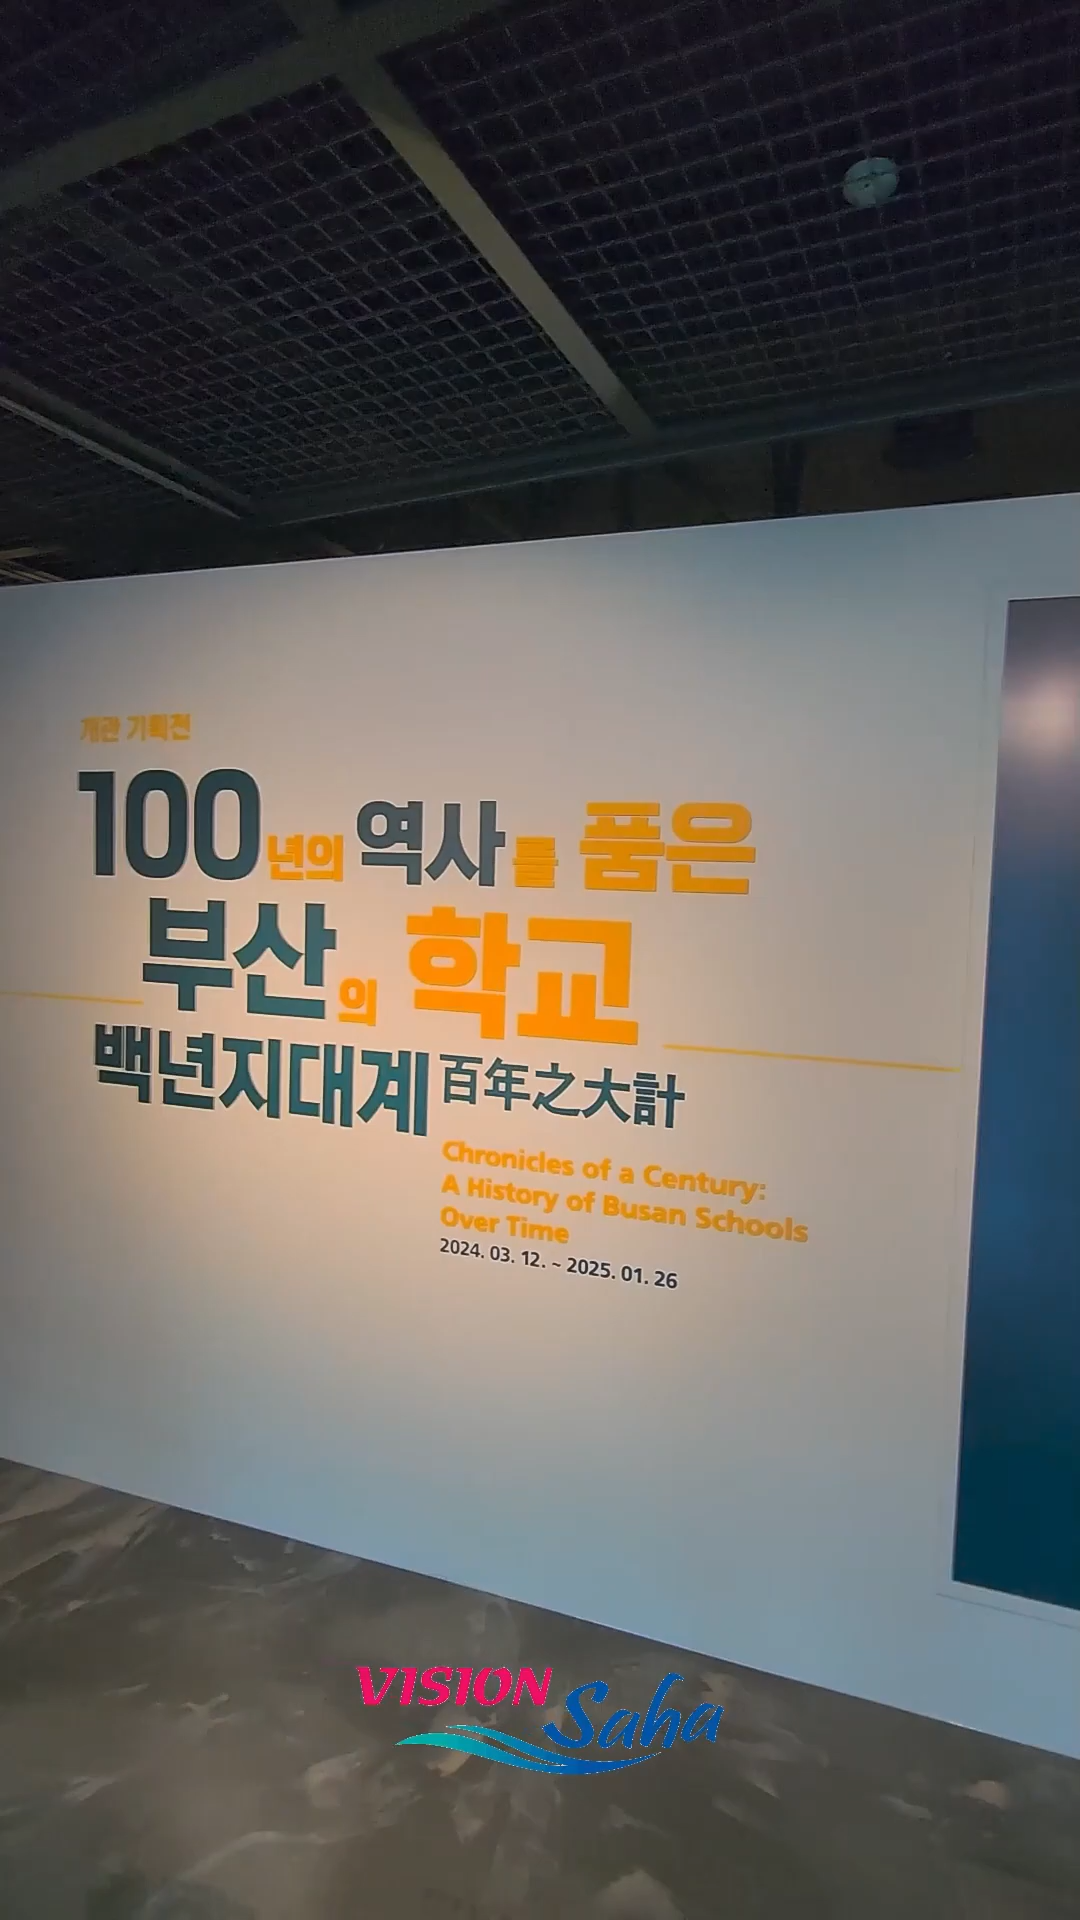 개관 기획전
100년의 역사를 품은
부산의 학교
백년지대계 百年之大計
Chronicles of a Century:
A History of Busan Schools
Over Time
2024. 03. 12. ~ 2025. 01. 26
VISION Saha